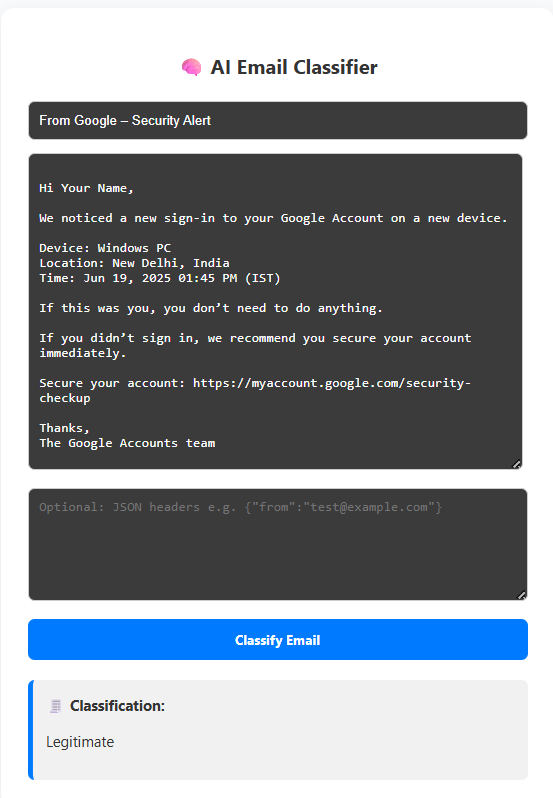 AI Email Classifier
From Google – Security Alert
Hi Your Name,
We noticed a new sign-in to your Google Account on a new device.
Device: Windows PC
Location: New Delhi, India
Time: Jun 19, 2025 01:45 PM (IST)
If this was you, you don’t need to do anything.
If you didn’t sign in, we recommend you secure your account
immediately.
Secure your account: https://myaccount.google.com/security-
checkup
Thanks,
The Google Accounts team
Optional: JSON headers e.g. {"from":"test@example.com"}
Classify Email
Classification:
Legitimate